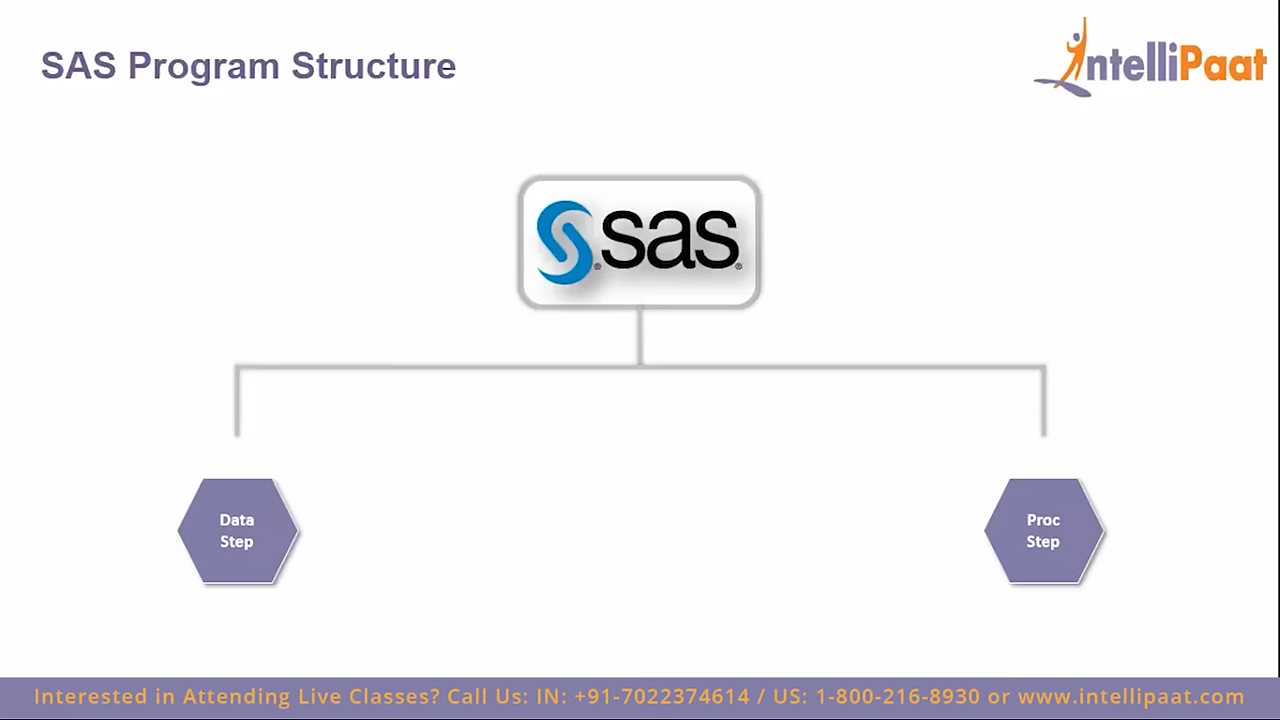 SAS Program Structure
IntelliPaat
sas
Data
Step
Proc
Step
Interested in Attending Live Classes? Call Us: IN: +91-7022374614 / US: 1-800-216-8930 or www.intellipaat.com